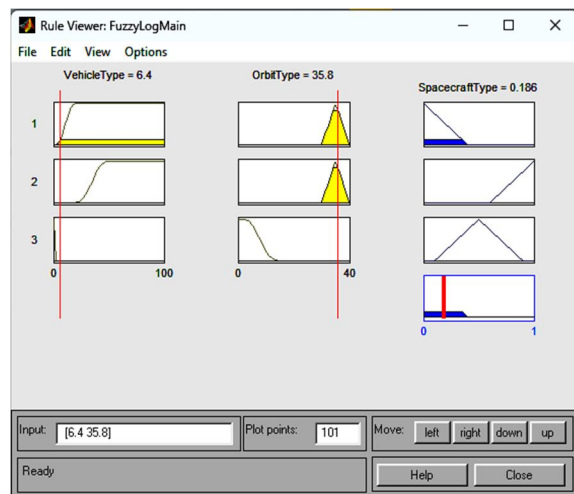 Rule Viewer: FuzzyLogMain
File Edit View Options
VehicleType = 6.4 OrbitType = 35.8 SpacecraftType = 0.186
1
2
3
0 100 0 40
0 1
Input: [6.4 35.8] Plot points: 101 Move: left right down up
Ready Help Close